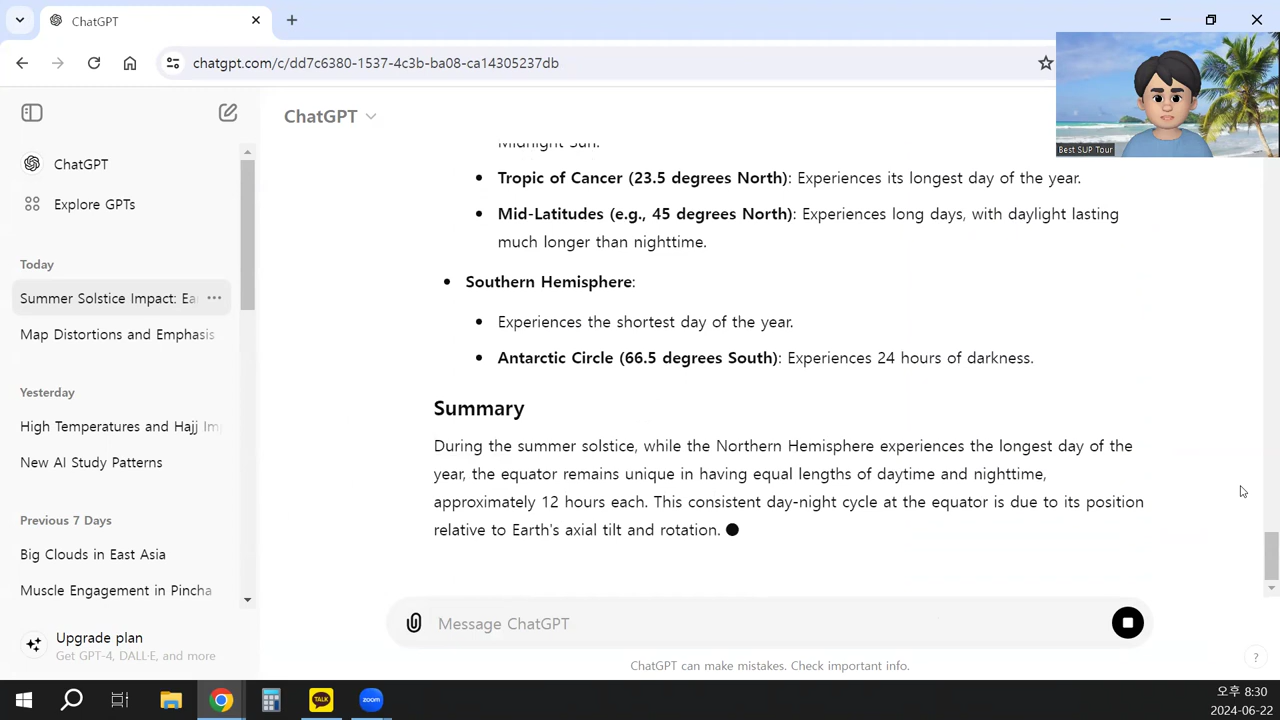 ChatGPT
chatgpt.com/c/dd7c6380-1537-4c3b-ba08-ca14305237db
Best SUP Tour
ChatGPT
Explore GPTs
Today
Summer Solstice Impact: Ea
Map Distortions and Emphasis
Yesterday
High Temperatures and Hajj Im
New AI Study Patterns
Previous 7 Days
Big Clouds in East Asia
Muscle Engagement in Pincha
Upgrade plan
Get GPT-4, DALL·E, and more
ChatGPT
Midnight Sun.
• Tropic of Cancer (23.5 degrees North): Experiences its longest day of the year.
• Mid-Latitudes (e.g., 45 degrees North): Experiences long days, with daylight lasting
much longer than nighttime.
• Southern Hemisphere:
• Experiences the shortest day of the year.
• Antarctic Circle (66.5 degrees South): Experiences 24 hours of darkness.
Summary
During the summer solstice, while the Northern Hemisphere experiences the longest day of the
year, the equator remains unique in having equal lengths of daytime and nighttime,
approximately 12 hours each. This consistent day-night cycle at the equator is due to its position
relative to Earth's axial tilt and rotation.
Message ChatGPT
ChatGPT can make mistakes. Check important info.
?
TALK
zoom
오후 8:30
2024-06-22